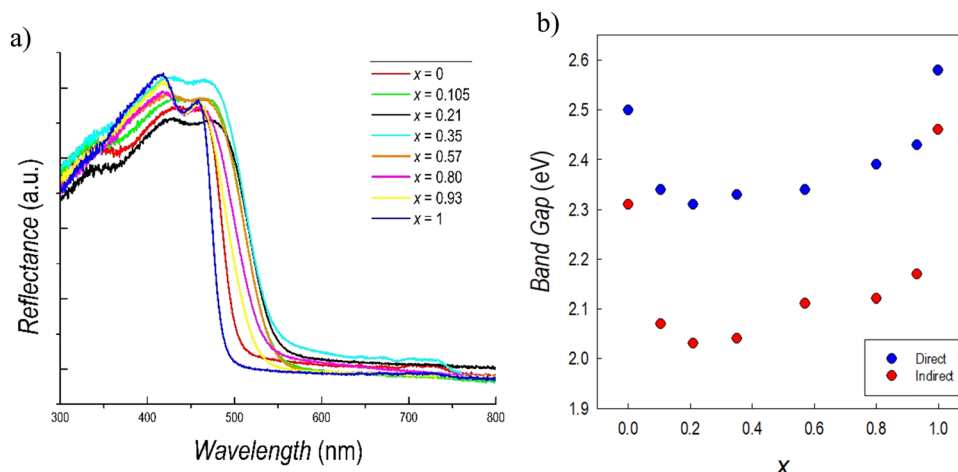 a)
Reflectance (a.u.)
x = 0
x = 0.105
x = 0.21
x = 0.35
x = 0.57
x = 0.80
x = 0.93
x = 1
300 400 500 600 700 800
Wavelength (nm)
b)
Band Gap (eV)
2.6
2.5
2.4
2.3
2.2
2.1
2.0
1.9
Direct
Indirect
0.0 0.2 0.4 0.6 0.8 1.0
x